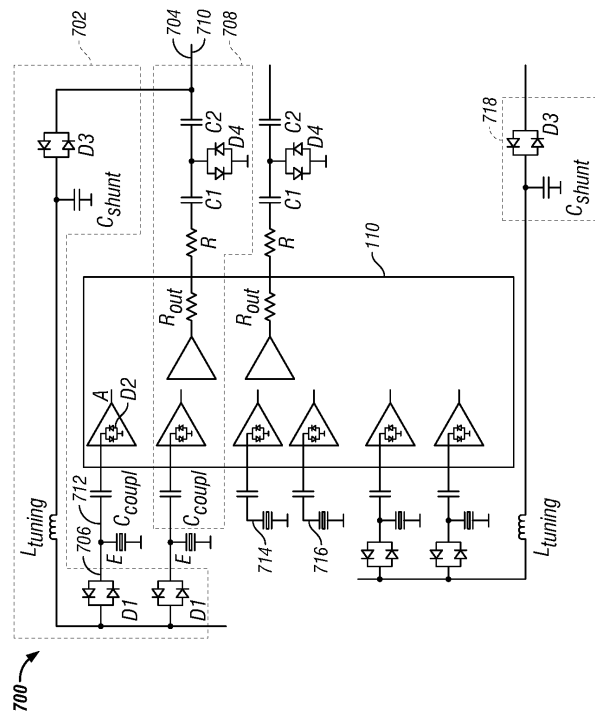 702
704
710
708
D3
C_shunt
C2
D4
C1
R
R_out
C2
D4
C1
R
R_out
718
D3
C_shunt
110
A
D2
L_tuning
712
C_coupl
706
E
D1
C_coupl
E
D1
714
716
L_tuning
700